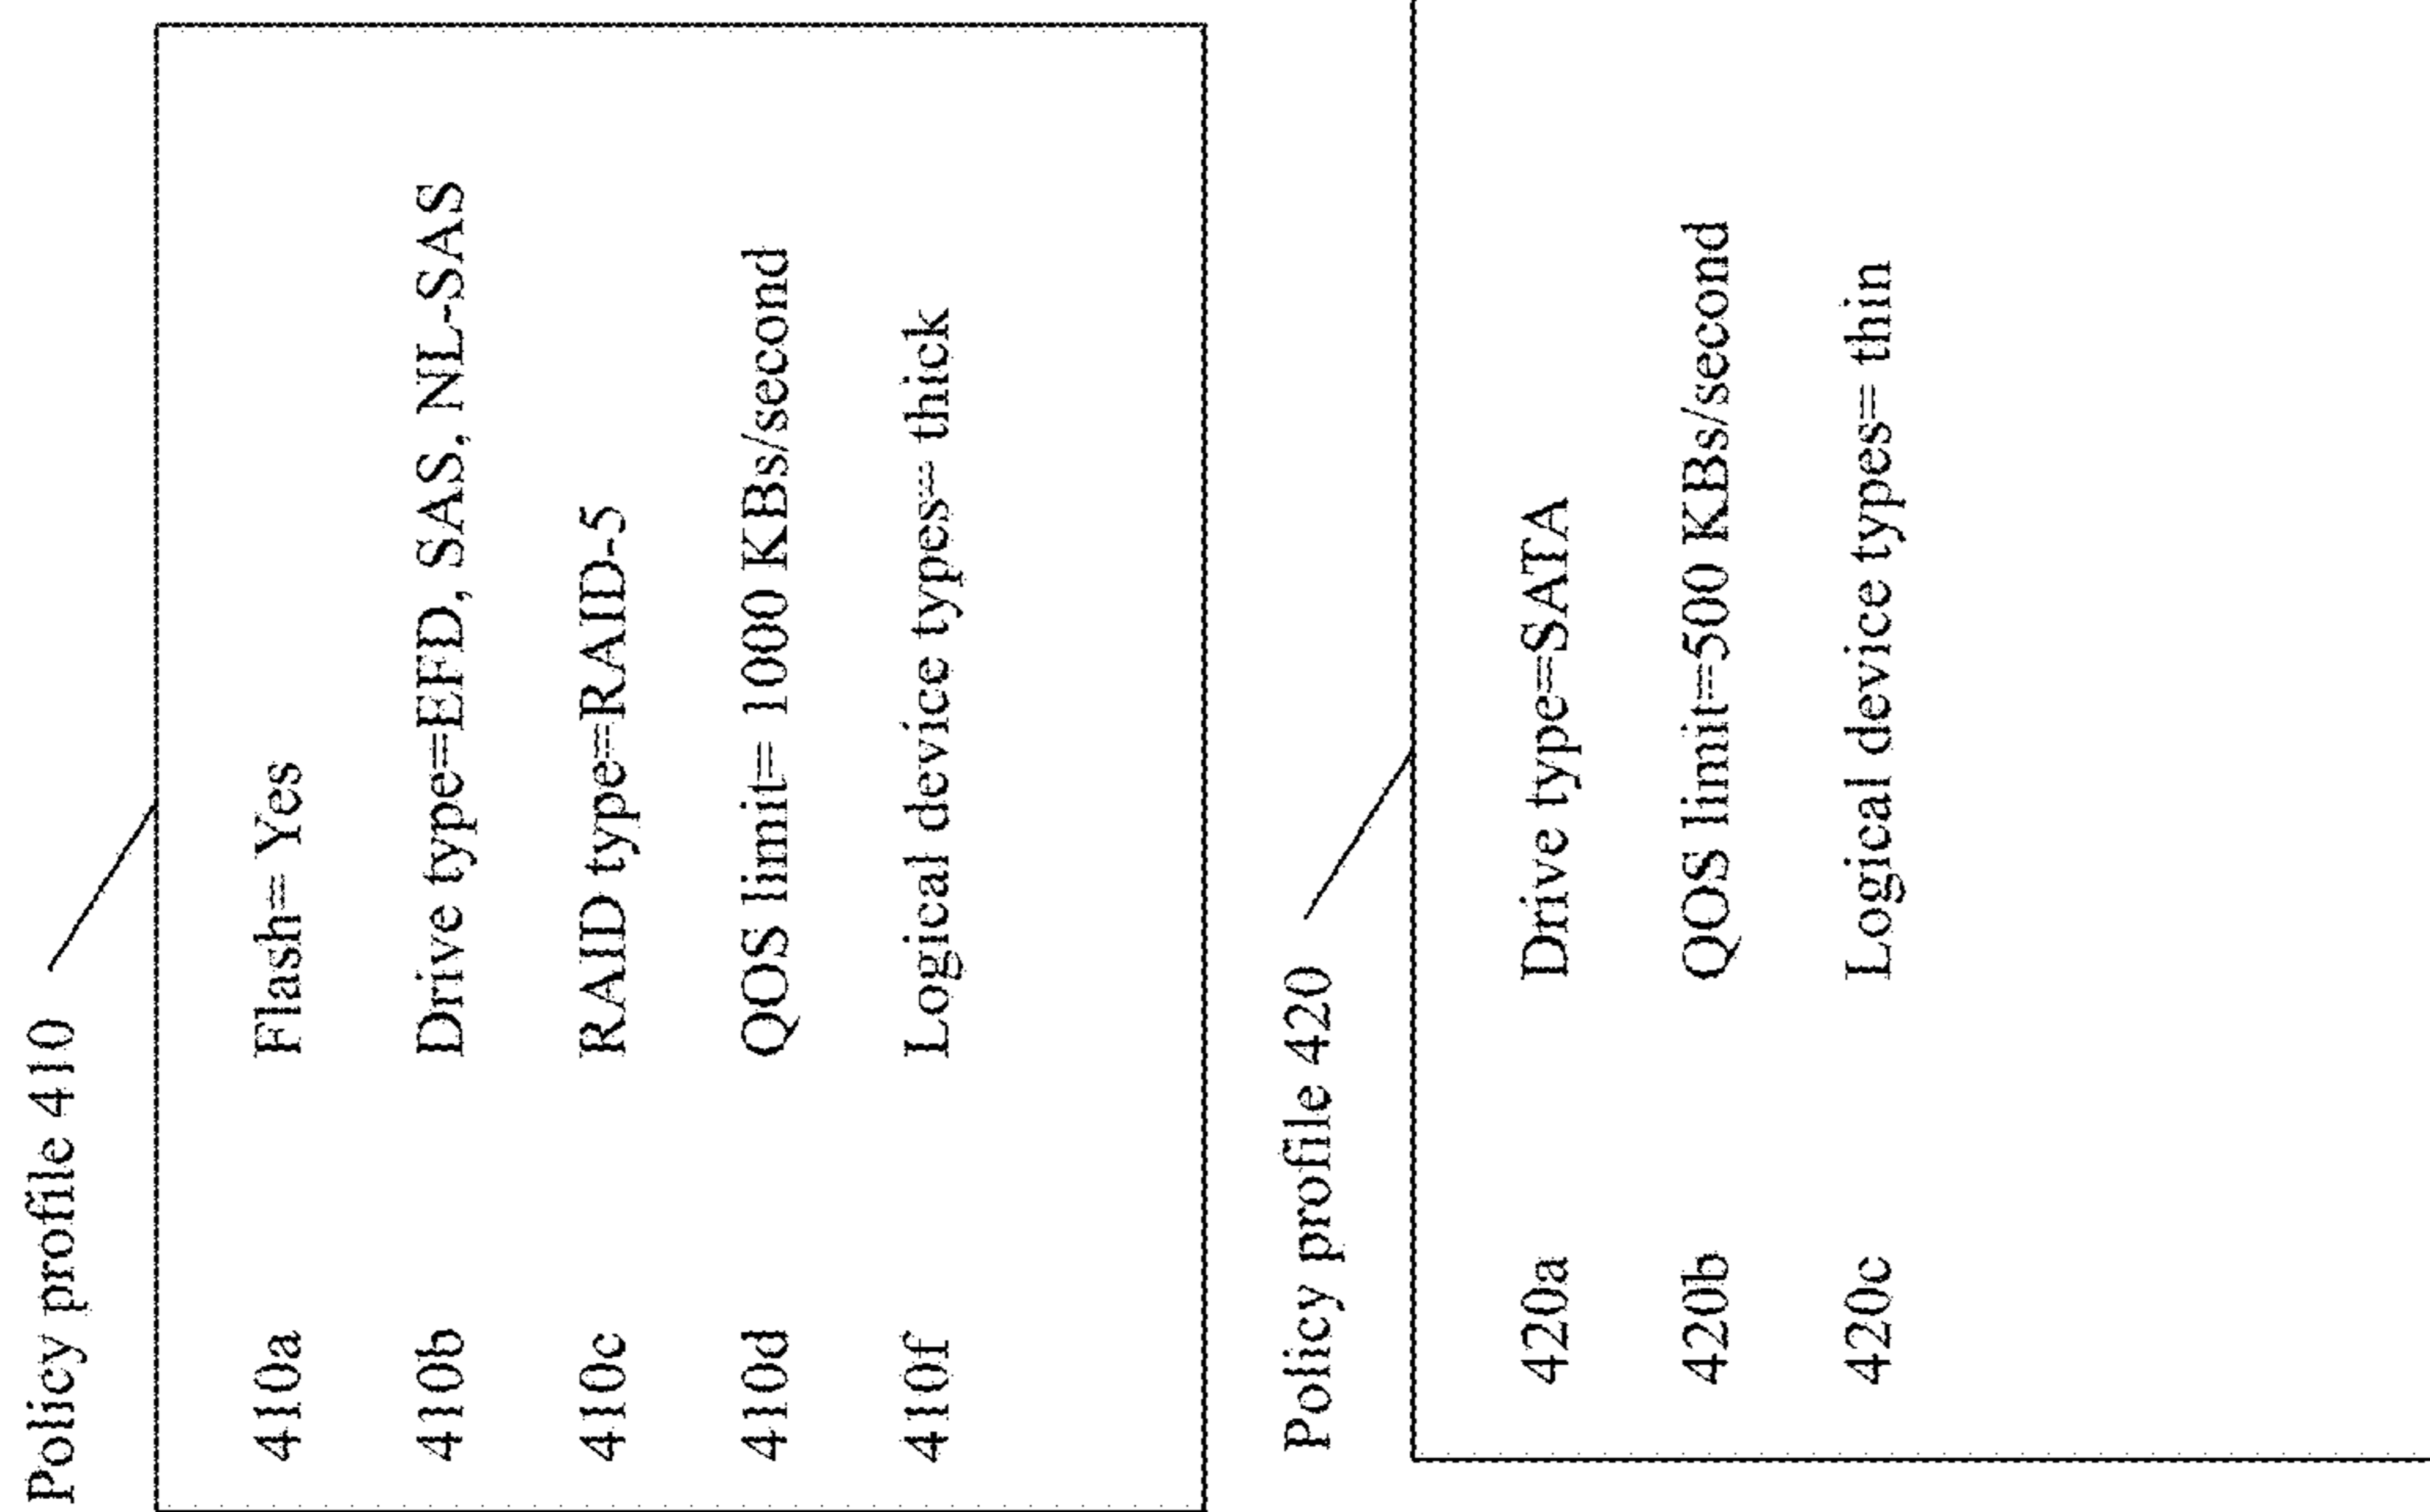 Policy profile 410
410a Flash= Yes
410b Drive type=EFD, SAS, NL-SAS
410c RAID type=RAID-5
410d QOS limit= 1000 KBs/second
410f Logical device types= thick
Policy profile 420
420a Drive type=SATA
420b QOS limit=500 KBs/second
420c Logical device types= thin